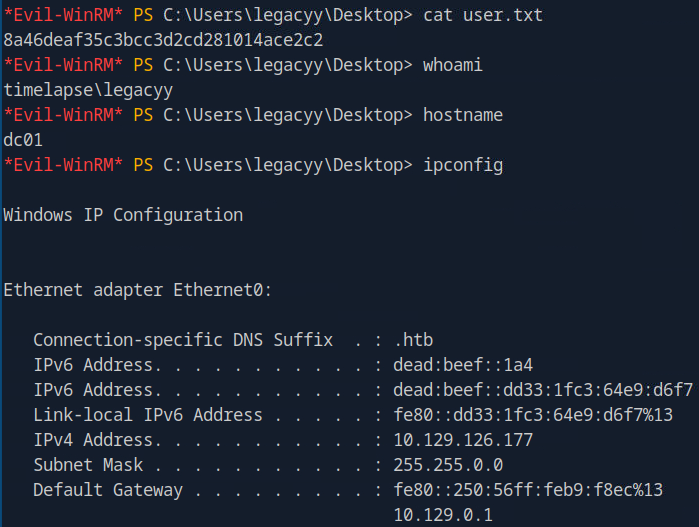 *Evil-WinRM* PS C:\Users\legacyy\Desktop> cat user.txt
8a46deaf35c3bcc3d2cd281014ace2c2
*Evil-WinRM* PS C:\Users\legacyy\Desktop> whoami
timelapse\legacyy
*Evil-WinRM* PS C:\Users\legacyy\Desktop> hostname
dc01
*Evil-WinRM* PS C:\Users\legacyy\Desktop> ipconfig
Windows IP Configuration
Ethernet adapter Ethernet0:
Connection-specific DNS Suffix  . : .htb
IPv6 Address. . . . . . . . . . . : dead:beef::1a4
IPv6 Address. . . . . . . . . . . : dead:beef::dd33:1fc3:64e9:d6f7
Link-local IPv6 Address . . . . . : fe80::dd33:1fc3:64e9:d6f7%13
IPv4 Address. . . . . . . . . . . : 10.129.126.177
Subnet Mask . . . . . . . . . . . : 255.255.0.0
Default Gateway . . . . . . . . . : fe80::250:56ff:feb9:f8ec%13
10.129.0.1